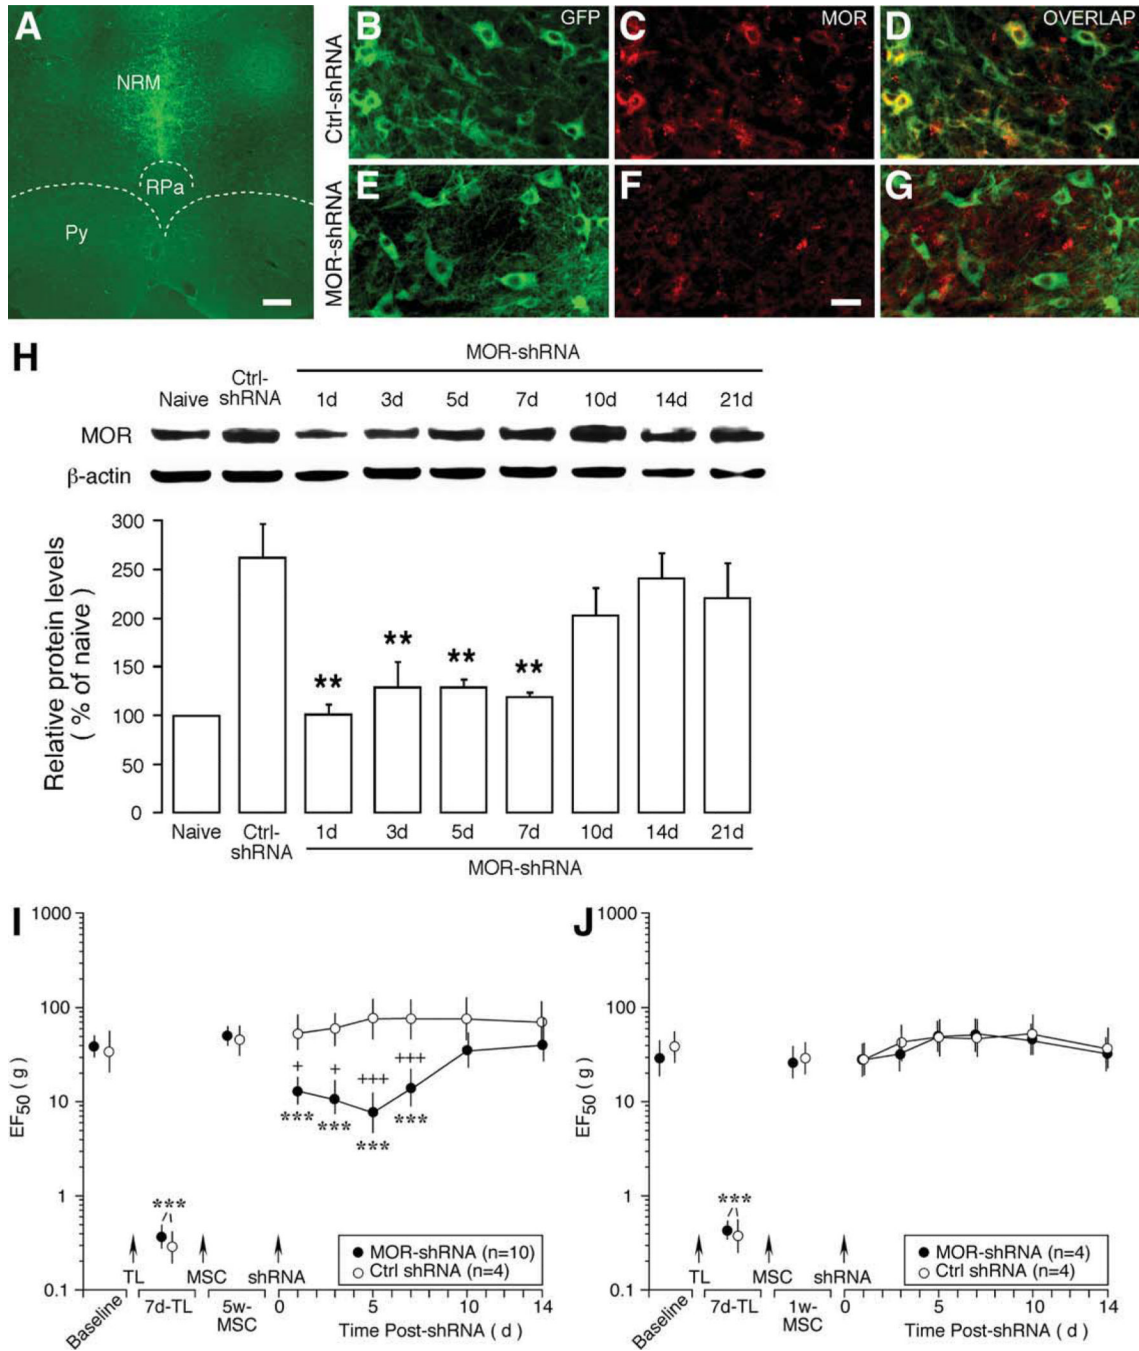 A
NRM
RPa
Py
Ctrl-shRNA
B GFP
C MOR
D OVERLAP
MOR-shRNA
E
F
G
H
MOR-shRNA
Naive Ctrl-shRNA 1d 3d 5d 7d 10d 14d 21d
MOR
β-actin
Relative protein levels
( % of naive )
300
250
200
150
100
50
0
** ** ** **
Naive Ctrl-shRNA 1d 3d 5d 7d 10d 14d 21d
MOR-shRNA
I
EF50 ( g )
1000
100
10
1
0.1
+ + +++ +++
*** *** *** ***
***
TL MSC shRNA
MOR-shRNA (n=10)
Ctrl shRNA (n=4)
Baseline 7d-TL 5w-MSC 0 5 10 14
Time Post-shRNA ( d )
J
EF50 ( g )
1000
100
10
1
0.1
***
TL MSC shRNA
MOR-shRNA (n=4)
Ctrl shRNA (n=4)
Baseline 7d-TL 1w-MSC 0 5 10 14
Time Post-shRNA ( d )